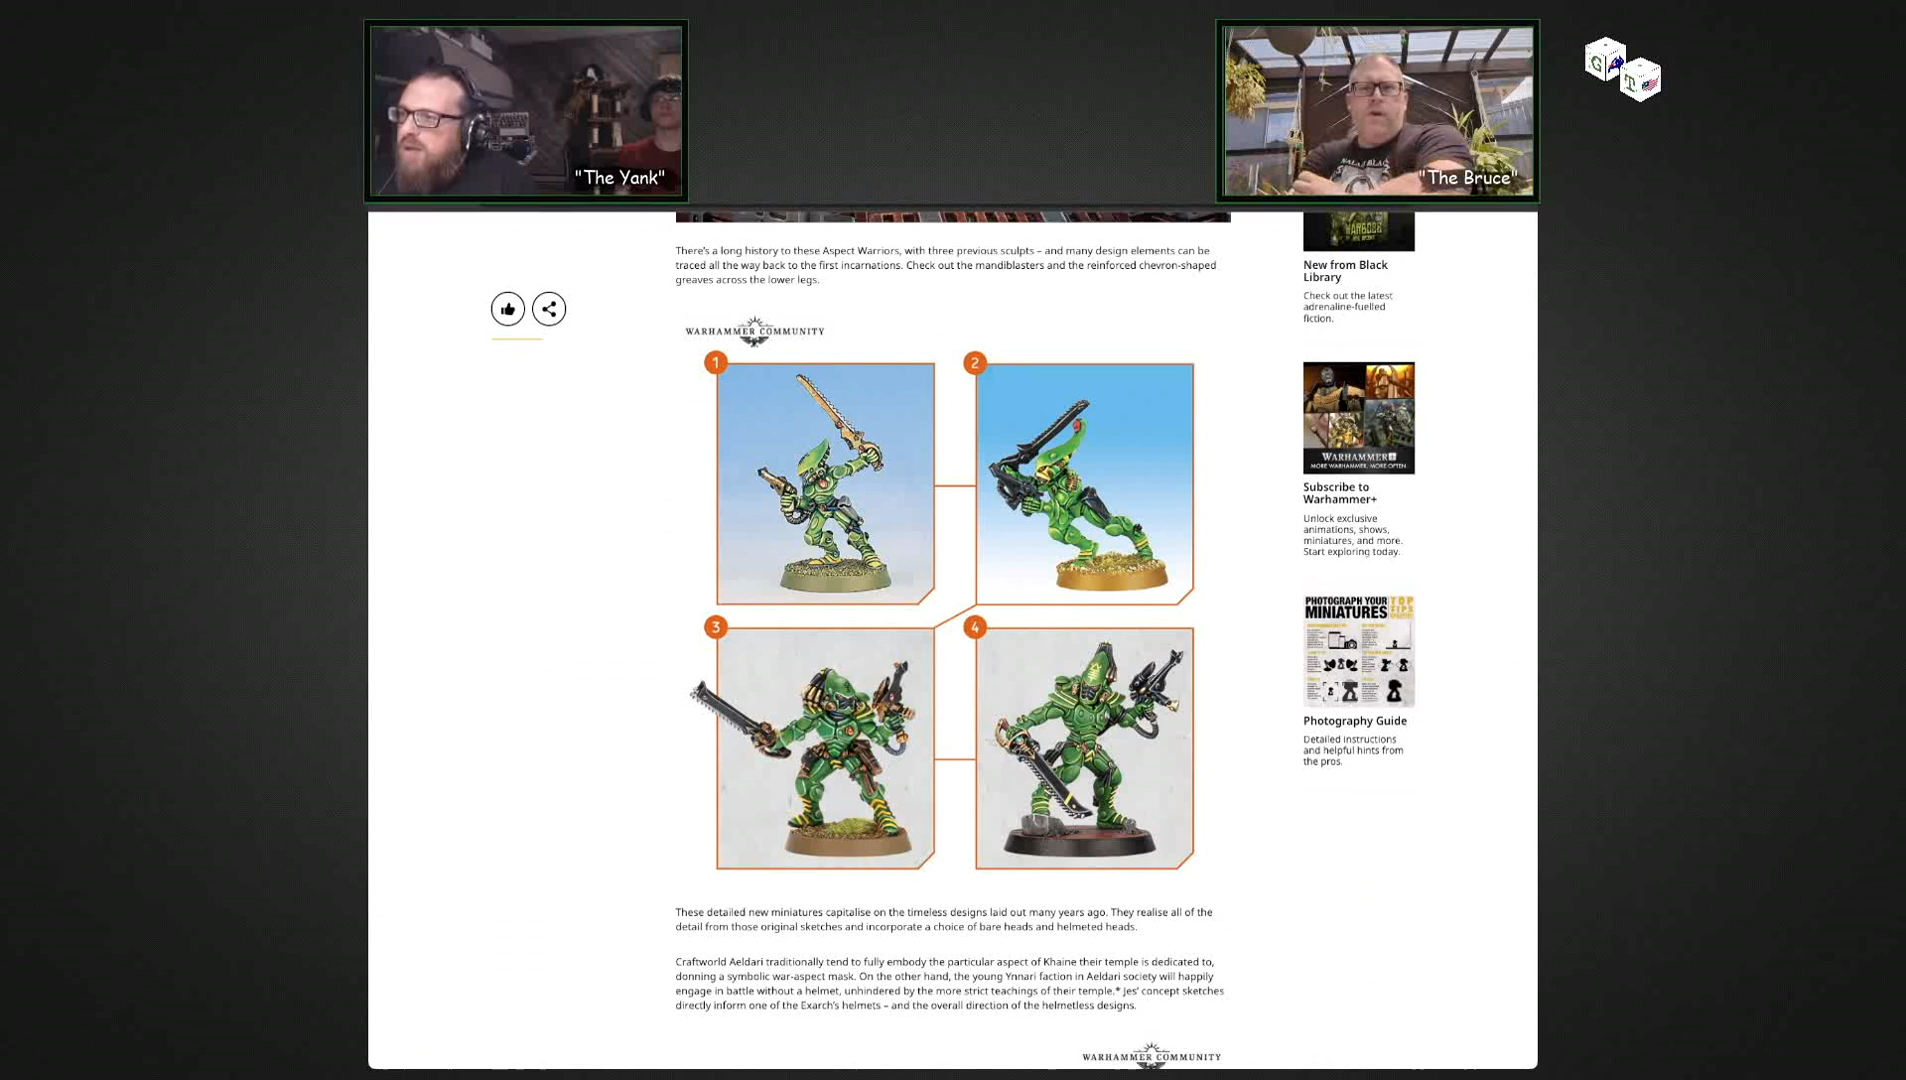 "The Yank"
"The Bruce"
G
T
There's a long history to these Aspect Warriors, with three previous sculpts – and many design elements can be
traced all the way back to the first incarnations. Check out the mandiblasters and the reinforced chevron-shaped
greaves across the lower legs.
WARHAMMER COMMUNITY
1
2
3
4
These detailed new miniatures capitalise on the timeless designs laid out many years ago. They realise all of the
detail from those original sketches and incorporate a choice of bare heads and helmeted heads.
Craftworld Aeldari traditionally tend to fully embody the particular aspect of Khaine their temple is dedicated to,
donning a symbolic war-aspect mask. On the other hand, the young Ynnari faction in Aeldari society will happily
engage in battle without a helmet, unhindered by the more strict teachings of their temple.* Jes' concept sketches
directly inform one of the Exarch's helmets – and the overall direction of the helmetless designs.
WARHAMMER COMMUNITY
New from Black
Library
Check out the latest
adrenaline-fuelled
fiction.
WARHAMMER+
MORE WARHAMMER. MORE OFTEN.
Subscribe to
Warhammer+
Unlock exclusive
animations, shows,
miniatures, and more.
Start exploring today.
PHOTOGRAPH YOUR
MINIATURES
TOP
TIPS
Photography Guide
Detailed instructions
and helpful hints from
the pros.